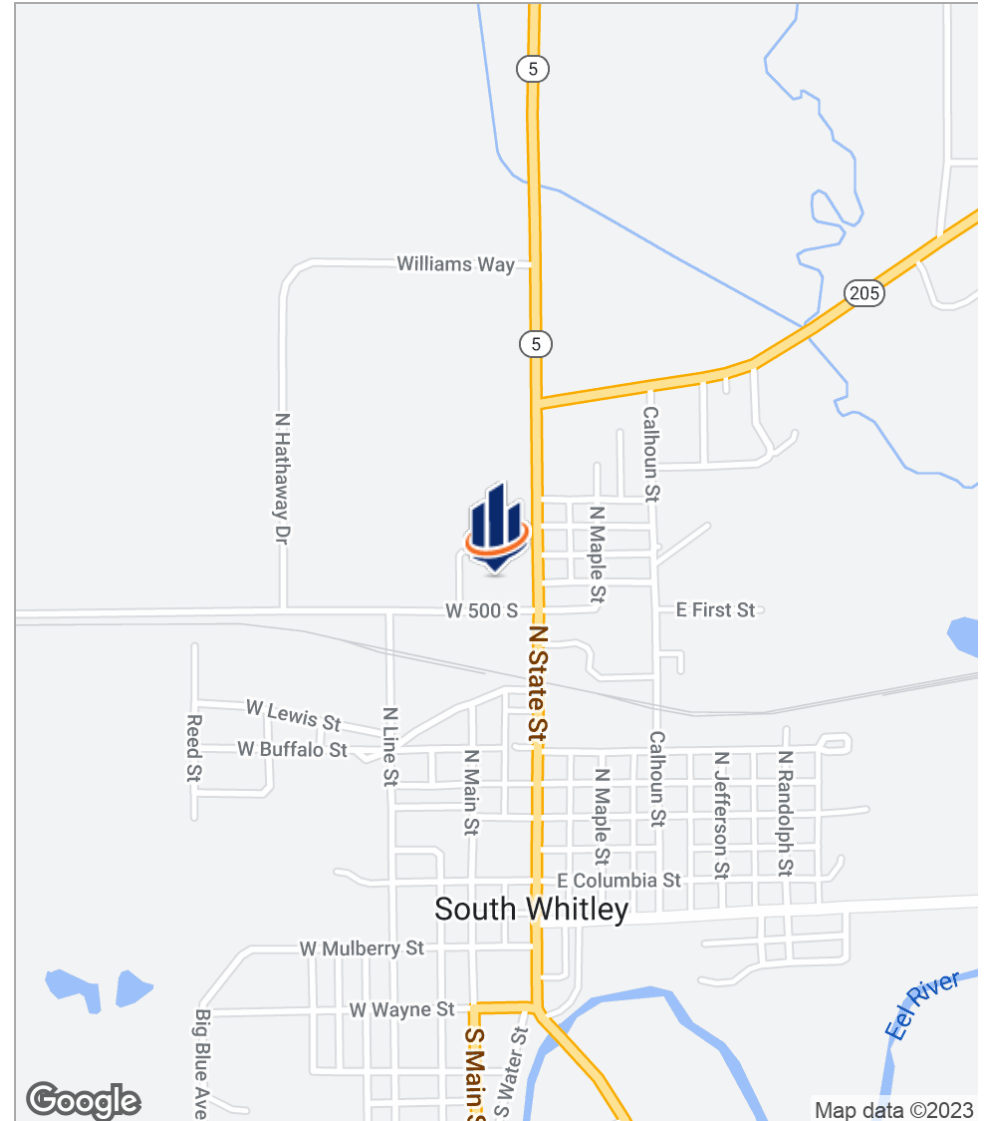 5
Williams Way
205
5
N Hathaway Dr
Calhoun St
N Maple St
W 500 S
E First St
N State St
W Lewis St
Reed St
W Buffalo St
N Line St
N Main St
N Maple St
Calhoun St
N Jefferson St
N Randolph St
E Columbia St
South Whitley
W Mulberry St
W Wayne St
Big Blue Ave
S Main S
S Water St
Eel River
Google
Map data ©2023